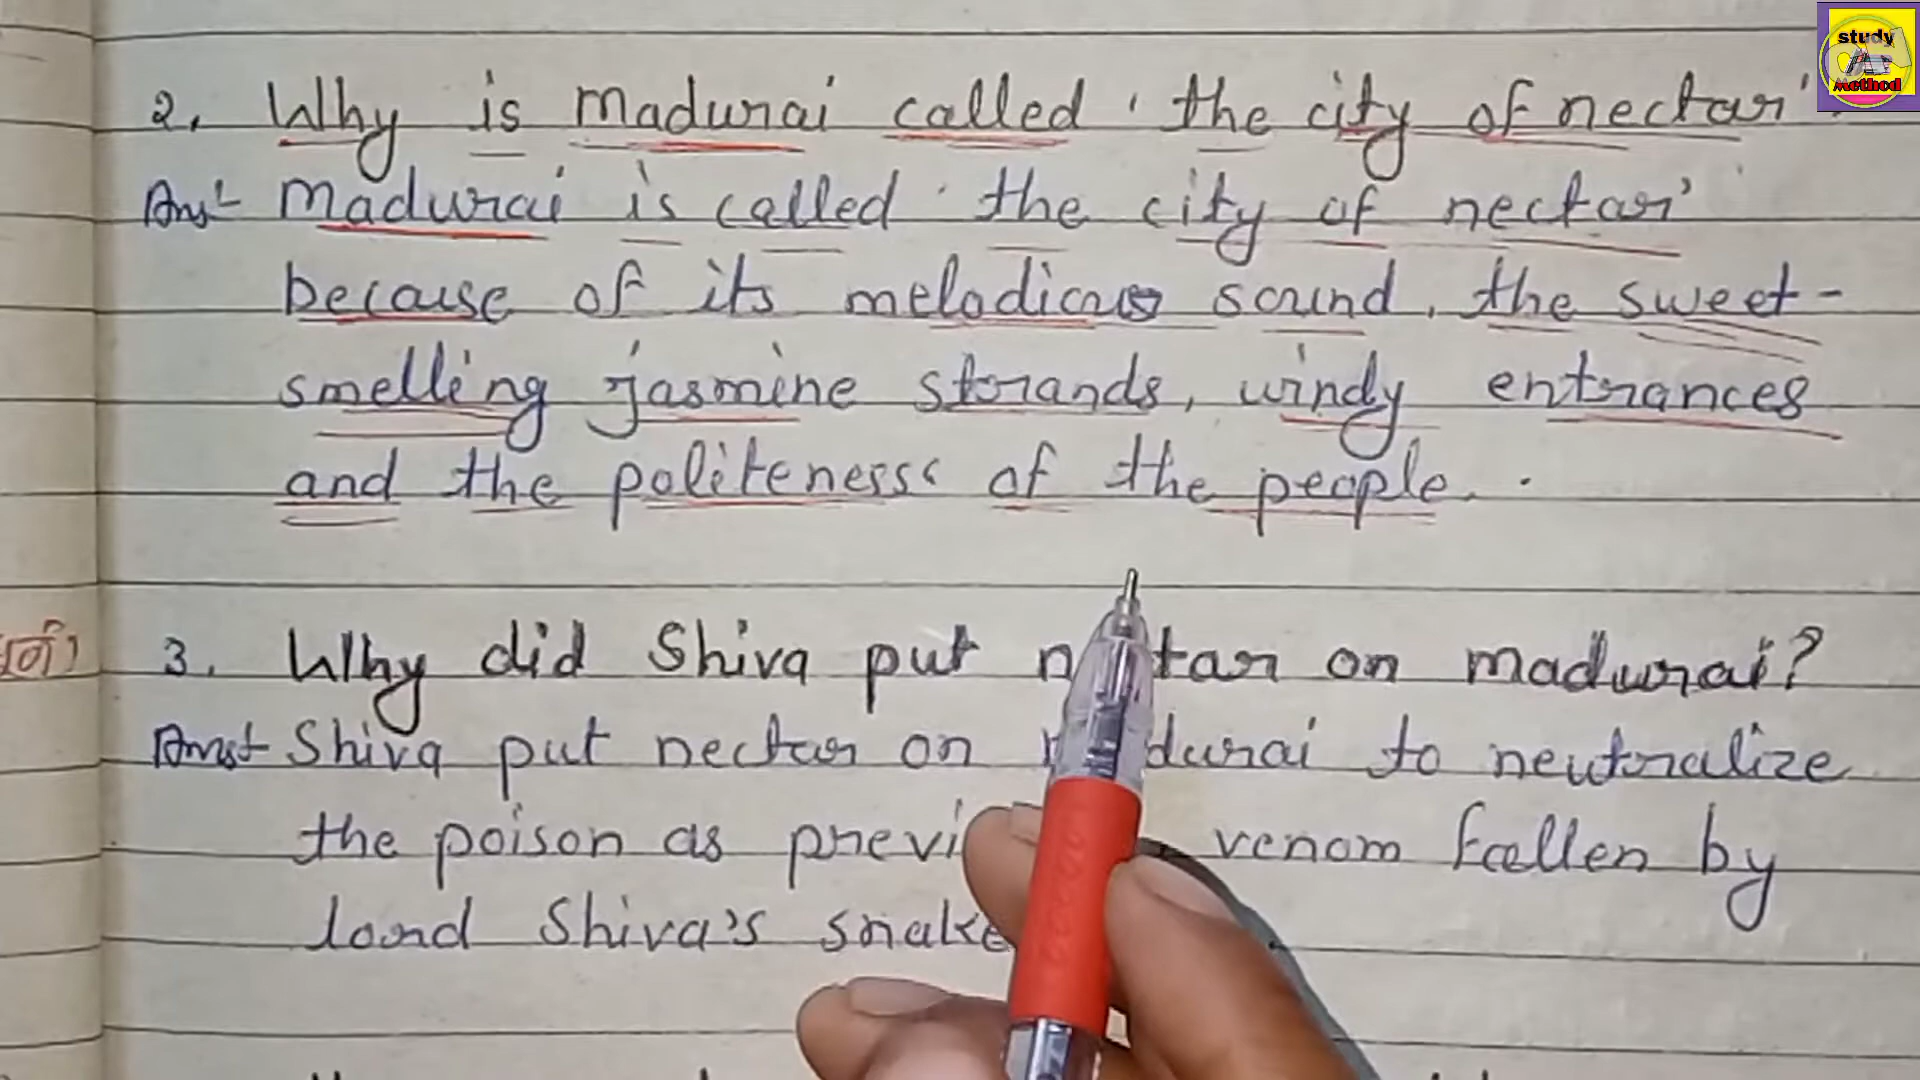 study
Art
Method
2. Why is Madurai called 'the city of nectar'.
Ans- Madurai is called 'the city of nectar'
because of its melodious sound, the sweet-
smelling jasmine strands, windy entrances
and the politeness of the people.
3. Why did Shiva put on Madurai?
Ans- Shiva put nectar on to neutralize
the poison as venom fallen by
lord Shiva's snake